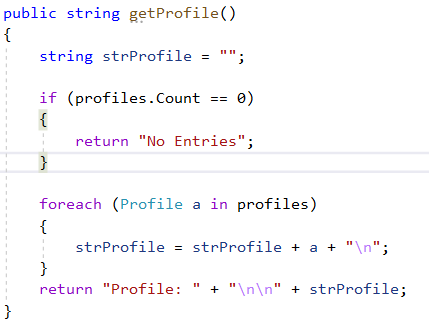 public string getProfile()
{
    string strProfile = "";
    if (profiles.Count == 0)
    {
        return "No Entries";
    }
    foreach (Profile a in profiles)
    {
        strProfile = strProfile + a + "\n";
    }
    return "Profile: " + "\n\n" + strProfile;
}